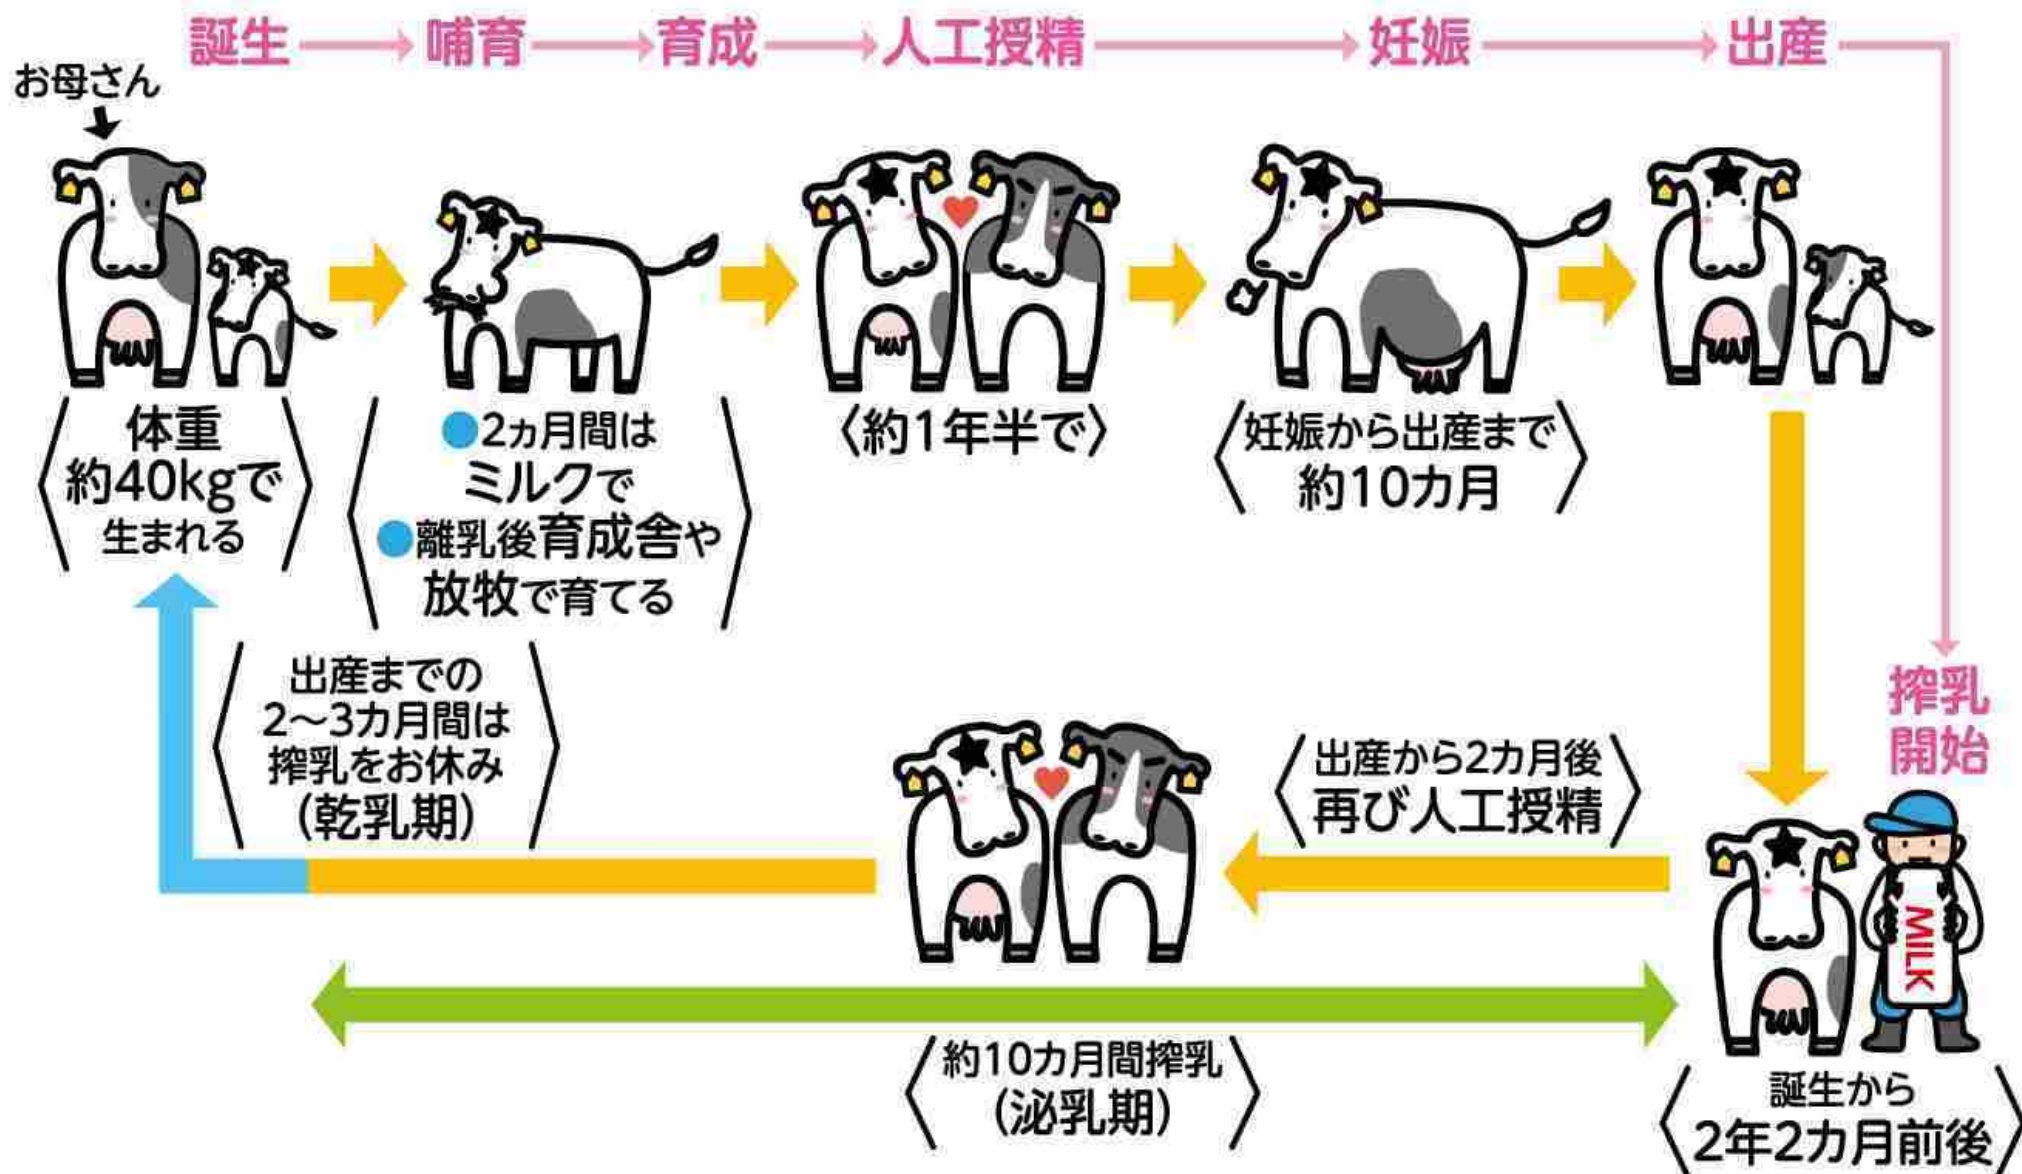 誕生 → 哺育 → 育成 → 人工授精 → 妊娠 → 出産
お母さん
体重
約40kgで
生まれる
●2ヵ月間は
ミルクで
●離乳後育成舎や
放牧で育てる
約1年半で
妊娠から出産まで
約10カ月
搾乳
開始
MILK
誕生から
2年2カ月前後
出産から2カ月後
再び人工授精
出産までの
2〜3カ月間は
搾乳をお休み
(乾乳期)
約10カ月間搾乳
(泌乳期)